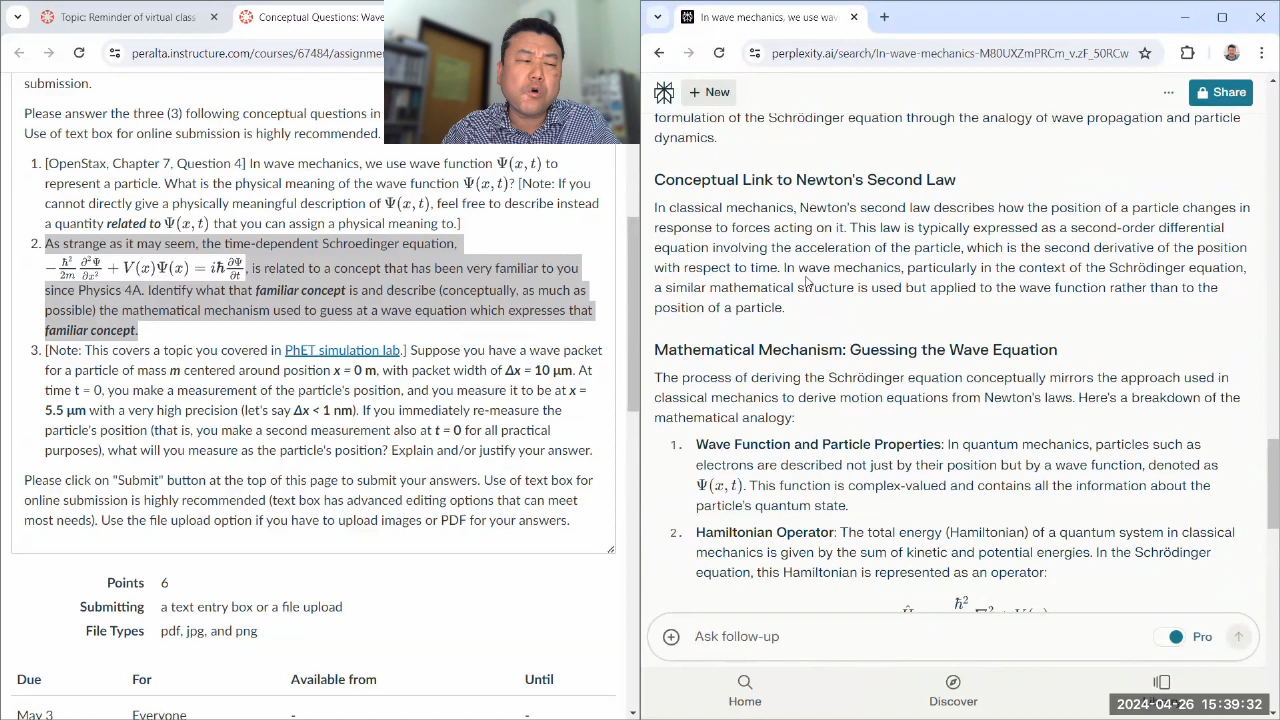 Topic: Reminder of virtual class
Conceptual Questions: Wave
peralta.instructure.com/courses/67484/assignme
submission.
Please answer the three (3) following conceptual questions in
Use of text box for online submission is highly recommended.
1. [OpenStax, Chapter 7, Question 4] In wave mechanics, we use wave function Ψ(x, t) to
represent a particle. What is the physical meaning of the wave function Ψ(x, t)? [Note: If you
cannot directly give a physically meaningful description of Ψ(x, t), feel free to describe instead
a quantity related to Ψ(x, t) that you can assign a physical meaning to.]
2. As strange as it may seem, the time-dependent Schroedinger equation,
−ħ²/2m ∂²Ψ/∂x² + V(x)Ψ(x) = iħ ∂Ψ/∂t, is related to a concept that has been very familiar to you
since Physics 4A. Identify what that familiar concept is and describe (conceptually, as much as
possible) the mathematical mechanism used to guess at a wave equation which expresses that
familiar concept.
3. [Note: This covers a topic you covered in PhET simulation lab.] Suppose you have a wave packet
for a particle of mass m centered around position x = 0 m, with packet width of Δx = 10 μm. At
time t = 0, you make a measurement of the particle's position, and you measure it to be at x =
5.5 μm with a very high precision (let's say Δx < 1 nm). If you immediately re-measure the
particle's position (that is, you make a second measurement also at t = 0 for all practical
purposes), what will you measure as the particle's position? Explain and/or justify your answer.
Please click on "Submit" button at the top of this page to submit your answers. Use of text box for
online submission is highly recommended (text box has advanced editing options that can meet
most needs). Use the file upload option if you have to upload images or PDF for your answers.
Points 6
Submitting a text entry box or a file upload
File Types pdf, jpg, and png
Due For Available from Until
May 3 Everyone - -
In wave mechanics, we use wav
perplexity.ai/search/In-wave-mechanics-M80UXZmPRCm_v2F_50RCw
New
Share
formulation of the Schrödinger equation through the analogy of wave propagation and particle
dynamics.
Conceptual Link to Newton's Second Law
In classical mechanics, Newton's second law describes how the position of a particle changes in
response to forces acting on it. This law is typically expressed as a second-order differential
equation involving the acceleration of the particle, which is the second derivative of the position
with respect to time. In wave mechanics, particularly in the context of the Schrödinger equation,
a similar mathematical structure is used but applied to the wave function rather than to the
position of a particle.
Mathematical Mechanism: Guessing the Wave Equation
The process of deriving the Schrödinger equation conceptually mirrors the approach used in
classical mechanics to derive motion equations from Newton's laws. Here's a breakdown of the
mathematical analogy:
1. Wave Function and Particle Properties: In quantum mechanics, particles such as
electrons are described not just by their position but by a wave function, denoted as
Ψ(x, t). This function is complex-valued and contains all the information about the
particle's quantum state.
2. Hamiltonian Operator: The total energy (Hamiltonian) of a quantum system in classical
mechanics is given by the sum of kinetic and potential energies. In the Schrödinger
equation, this Hamiltonian is represented as an operator:
ħ²
Ask follow-up
Pro
Home
Discover
2024-04-26 15:39:32